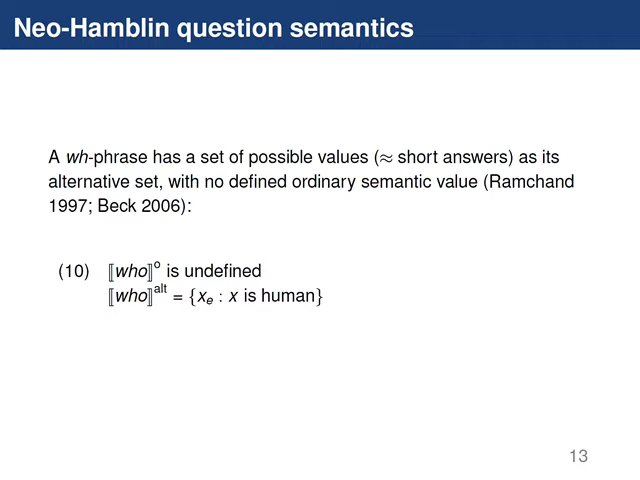 Neo-Hamblin question semantics
A wh-phrase has a set of possible values (≈ short answers) as its
alternative set, with no defined ordinary semantic value (Ramchand
1997; Beck 2006):
(10) ⟦who⟧ᵒ is undefined
⟦who⟧ᵃˡᵗ = {xₑ : x is human}
13